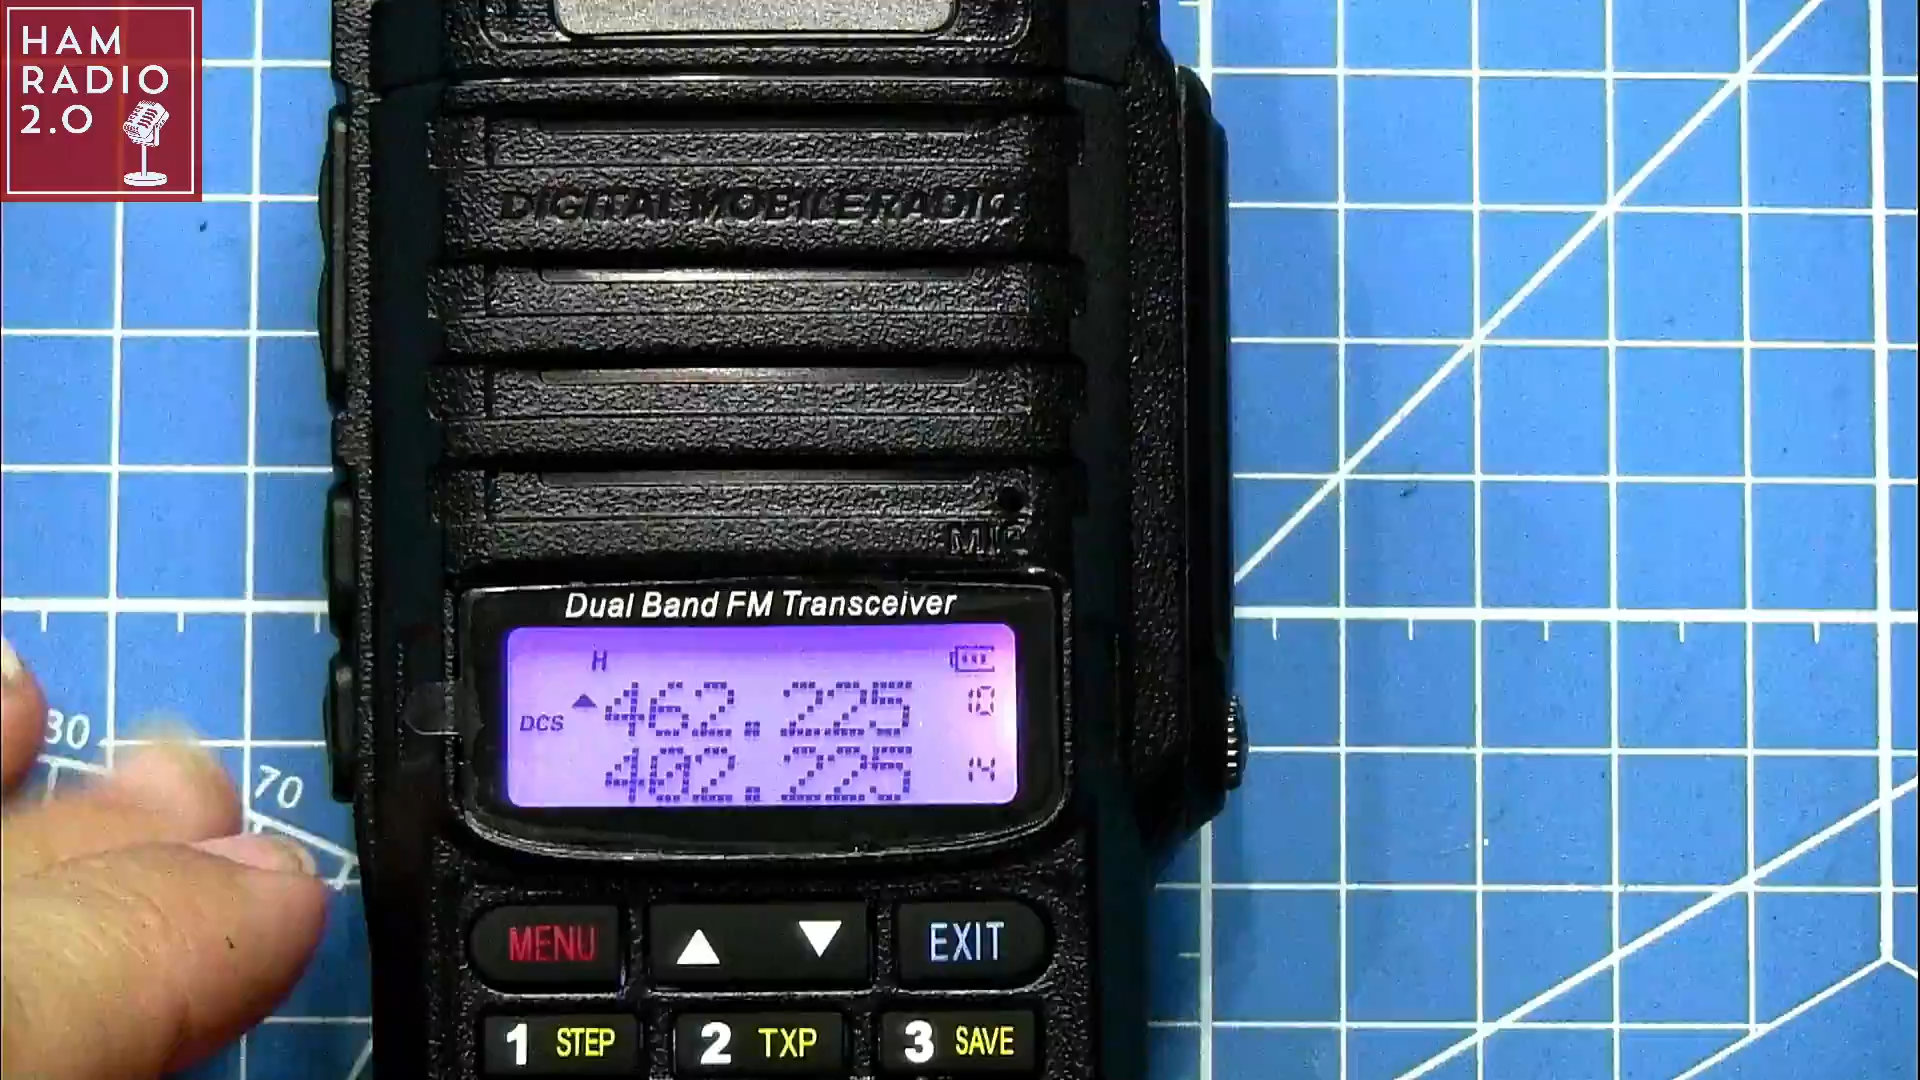 HAM
RADIO
2.0
DIGITAL MOBILE RADIO
MIC
Dual Band FM Transceiver
H
DCS 462.225 10
402.225 14
30
70
MENU EXIT
1 STEP 2 TXP 3 SAVE